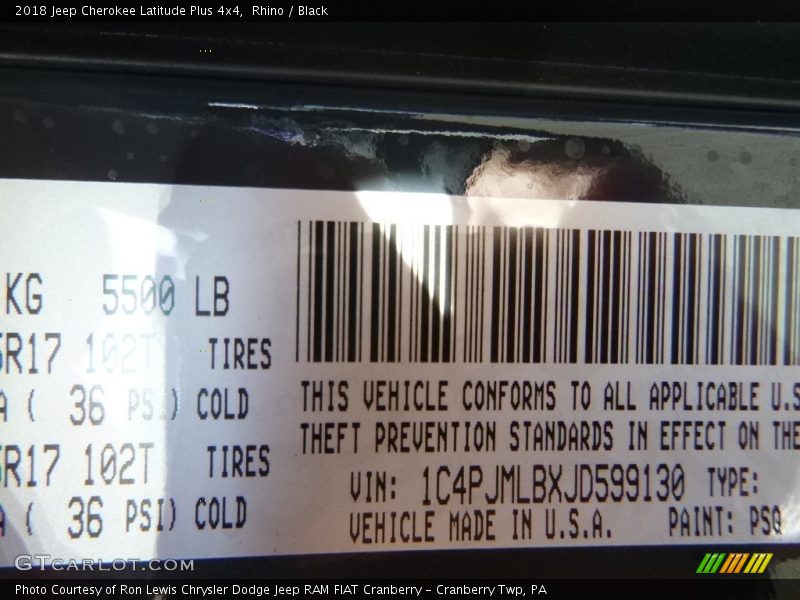 2018 Jeep Cherokee Latitude Plus 4x4, Rhino / Black
KG 5500 LB
R17 102T TIRES
( 36 PSI) COLD
R17 102T TIRES
( 36 PSI) COLD
THIS VEHICLE CONFORMS TO ALL APPLICABLE U.S
THEFT PREVENTION STANDARDS IN EFFECT ON THE
VIN: 1C4PJMLBXJD599130 TYPE:
VEHICLE MADE IN U.S.A. PAINT: PSQ
GTCARLOT.COM
Photo Courtesy of Ron Lewis Chrysler Dodge Jeep RAM FIAT Cranberry – Cranberry Twp, PA